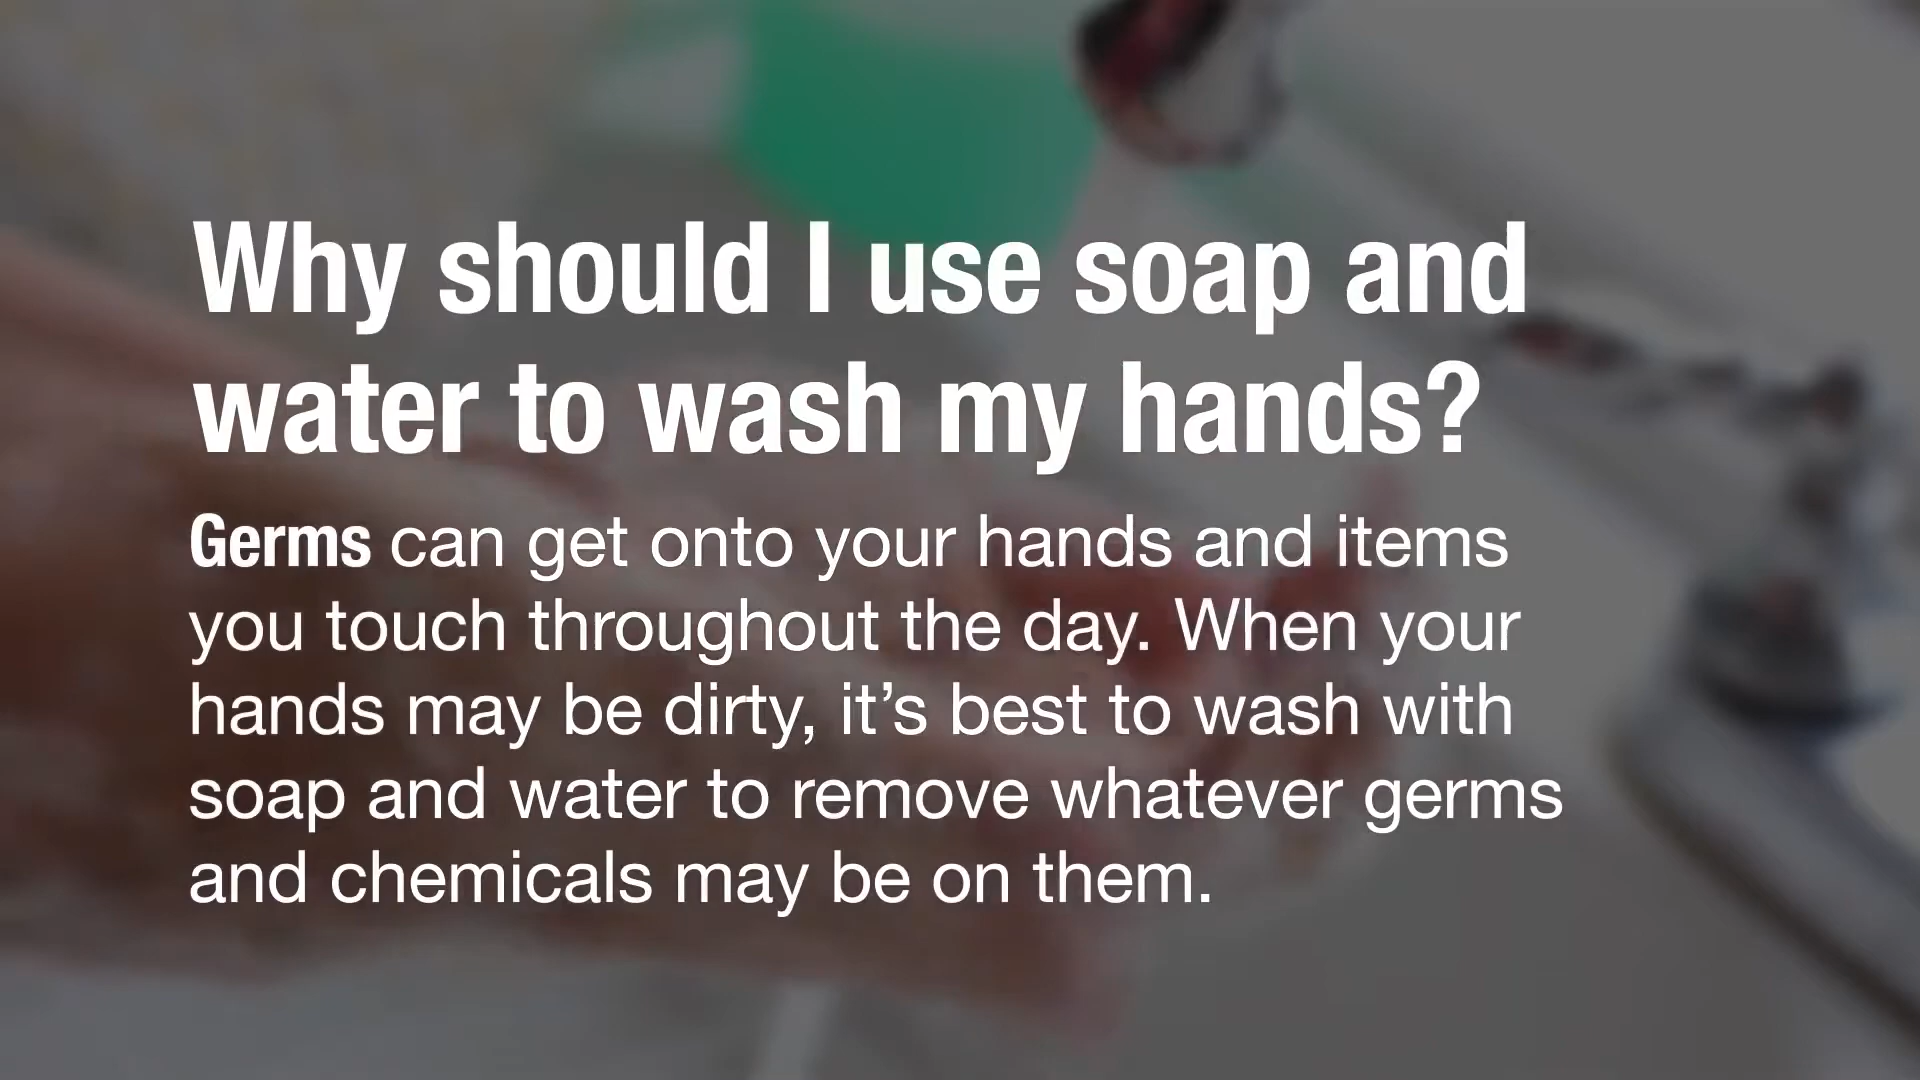 Why should I use soap and
water to wash my hands?
Germs can get onto your hands and items
you touch throughout the day. When your
hands may be dirty, it’s best to wash with
soap and water to remove whatever germs
and chemicals may be on them.